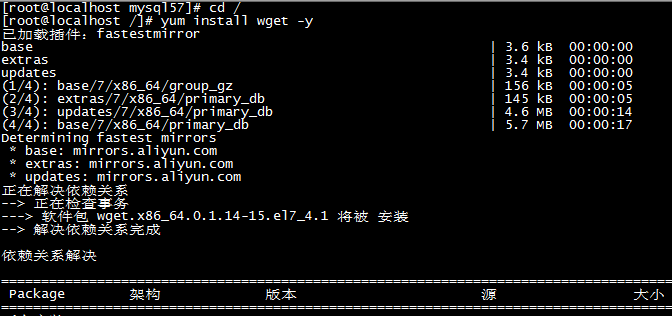 [root@localhost mysql57]# cd /
[root@localhost /]# yum install wget -y
已加载插件：fastestmirror
base | 3.6 kB 00:00:00
extras | 3.4 kB 00:00:00
updates | 3.4 kB 00:00:00
(1/4): base/7/x86_64/group_gz | 156 kB 00:00:05
(2/4): extras/7/x86_64/primary_db | 145 kB 00:00:05
(3/4): updates/7/x86_64/primary_db | 4.6 MB 00:00:14
(4/4): base/7/x86_64/primary_db | 5.7 MB 00:00:17
Determining fastest mirrors
* base: mirrors.aliyun.com
* extras: mirrors.aliyun.com
* updates: mirrors.aliyun.com
正在解决依赖关系
--> 正在检查事务
---> 软件包 wget.x86_64.0.1.14-15.el7_4.1 将被 安装
--> 解决依赖关系完成
依赖关系解决
Package 架构 版本 源 大小